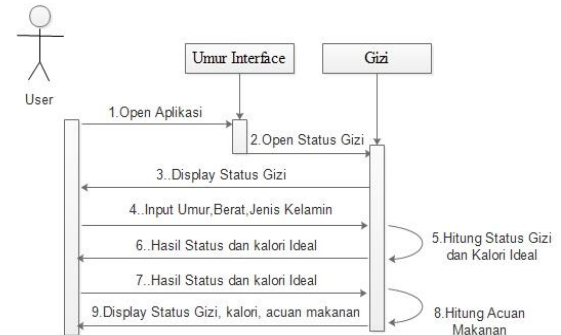 Umur Interface
Gizi
User
1.Open Aplikasi
2.Open Status Gizi
3..Display Status Gizi
4..Input Umur,Berat,Jenis Kelamin
5.Hitung Status Gizi
dan Kalori Ideal
6..Hasil Status dan kalori Ideal
7..Hasil Status dan kalori Ideal
9.Display Status Gizi, kalori, acuan makanan
8.Hitung Acuan
Makanan